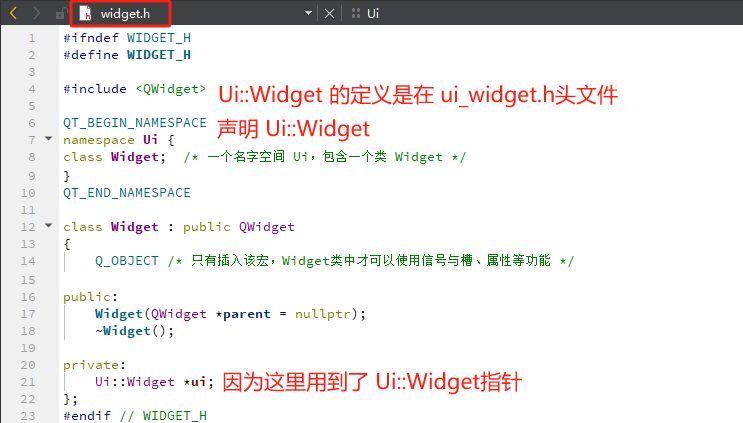 widget.h
Ui
1 #ifndef WIDGET_H
2 #define WIDGET_H
3
4 #include <QWidget>
Ui::Widget 的定义是在 ui_widget.h头文件
5
6 QT_BEGIN_NAMESPACE
声明 Ui::Widget
7 namespace Ui {
8 class Widget; /* 一个名字空间 Ui，包含一个类 Widget */
9 }
10 QT_END_NAMESPACE
11
12 class Widget : public QWidget
13 {
14 Q_OBJECT /* 只有插入该宏，Widget类中才可以使用信号与槽、属性等功能 */
15
16 public:
17 Widget(QWidget *parent = nullptr);
18 ~Widget();
19
20 private:
21 Ui::Widget *ui;
因为这里用到了 Ui::Widget指针
22 };
23 #endif // WIDGET_H